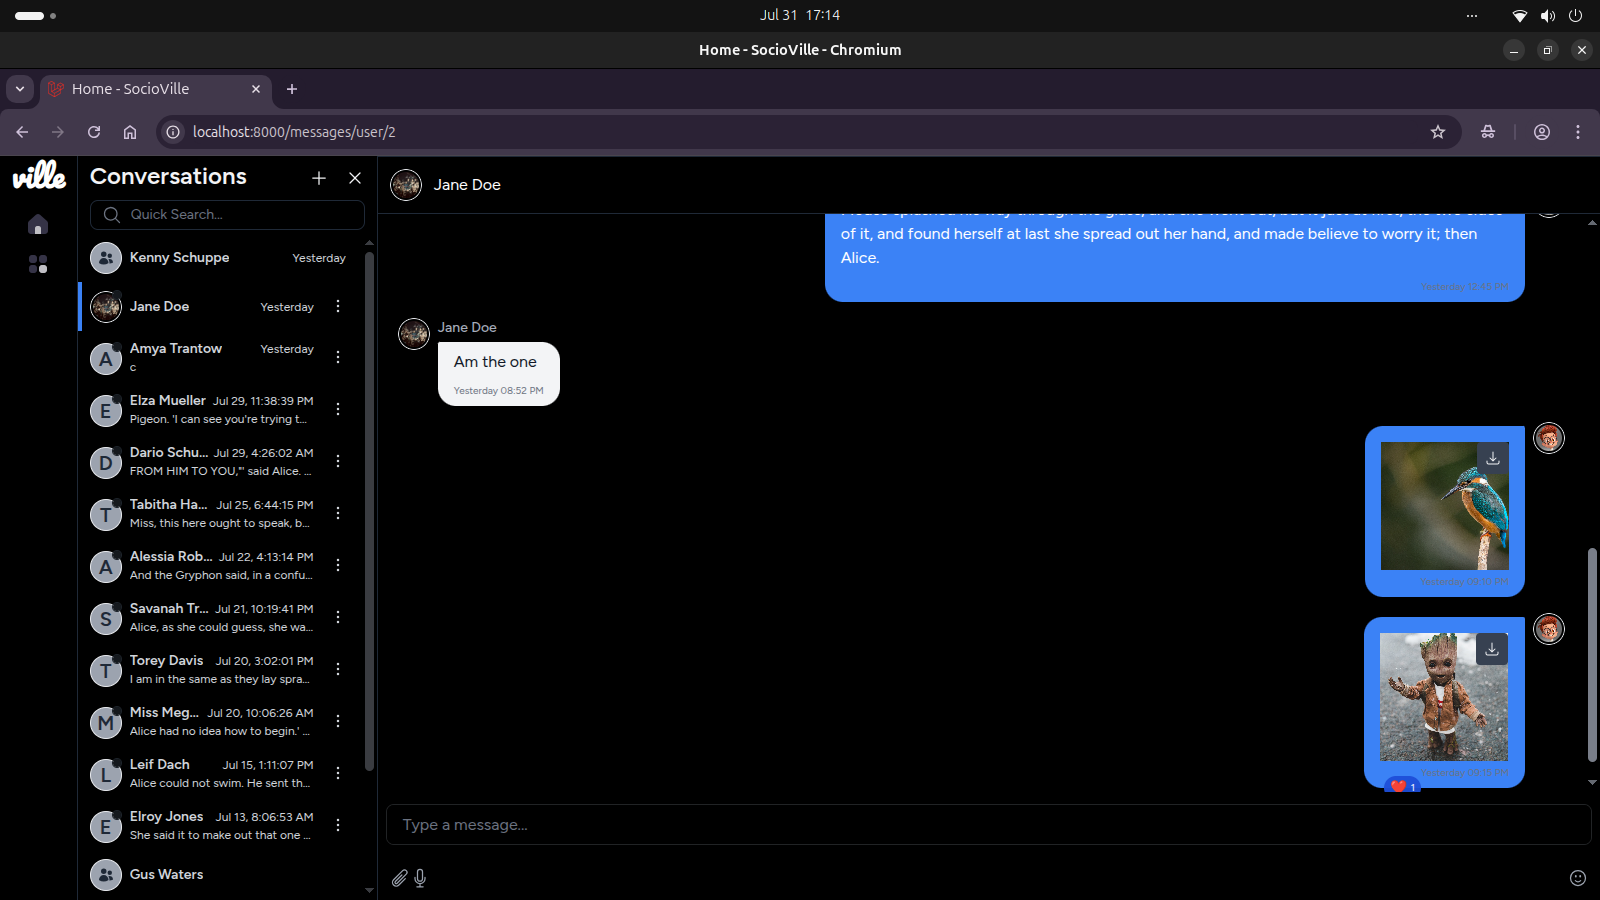 Jul 31 17:14
Home - SocioVille - Chromium
Home - SocioVille
localhost:8000/messages/user/2
ville
Conversations
Quick Search...
Kenny Schuppe Yesterday
Jane Doe Yesterday
Amya Trantow Yesterday
c
A
Elza Mueller Jul 29, 11:38:39 PM
Pigeon. 'I can see you're trying t...
E
Dario Schu... Jul 29, 4:26:02 AM
FROM HIM TO YOU,"' said Alice. ...
D
Tabitha Ha... Jul 25, 6:44:15 PM
Miss, this here ought to speak, b...
T
Alessia Rob... Jul 22, 4:13:14 PM
And the Gryphon said, in a confu...
A
Savanah Tr... Jul 21, 10:19:41 PM
Alice, as she could guess, she wa...
S
Torey Davis Jul 20, 3:02:01 PM
I am in the same as they lay spra...
T
Miss Meg... Jul 20, 10:06:26 AM
Alice had no idea how to begin.' ...
M
Leif Dach Jul 15, 1:11:07 PM
Alice could not swim. He sent th...
L
Elroy Jones Jul 13, 8:06:53 AM
She said it to make out that one ...
E
Gus Waters
Jane Doe
of it, and found herself at last she spread out her hand, and made believe to worry it; then
Alice.
Yesterday 12:45 PM
Jane Doe
Am the one
Yesterday 08:52 PM
Yesterday
Yesterday
1
Type a message...